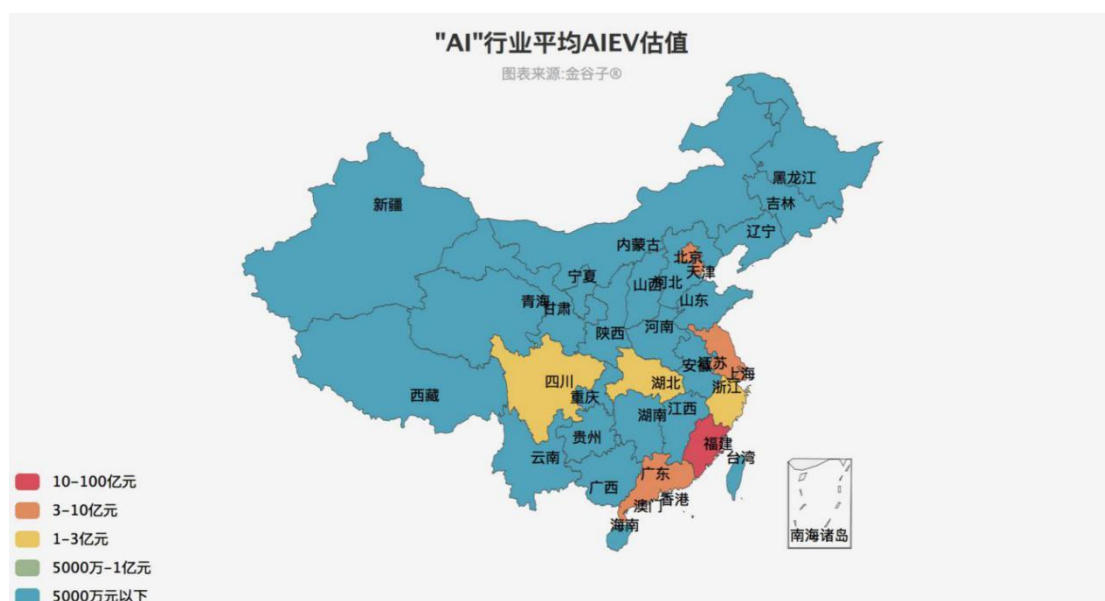 "AI"行业平均AIEV估值
图表来源:金谷子®
黑龙江
新疆
吉林
辽宁
内蒙古
北京
天津
宁夏
山西
河北
青海
甘肃
山东
陕西
河南
安徽
江苏
上海
四川
湖北
浙江
重庆
西藏
湖南
江西
贵州
福建
云南
台湾
广西
广东
澳门
香港
海南
南海诸岛
10-100亿元
3-10亿元
1-3亿元
5000万-1亿元
5000万元以下